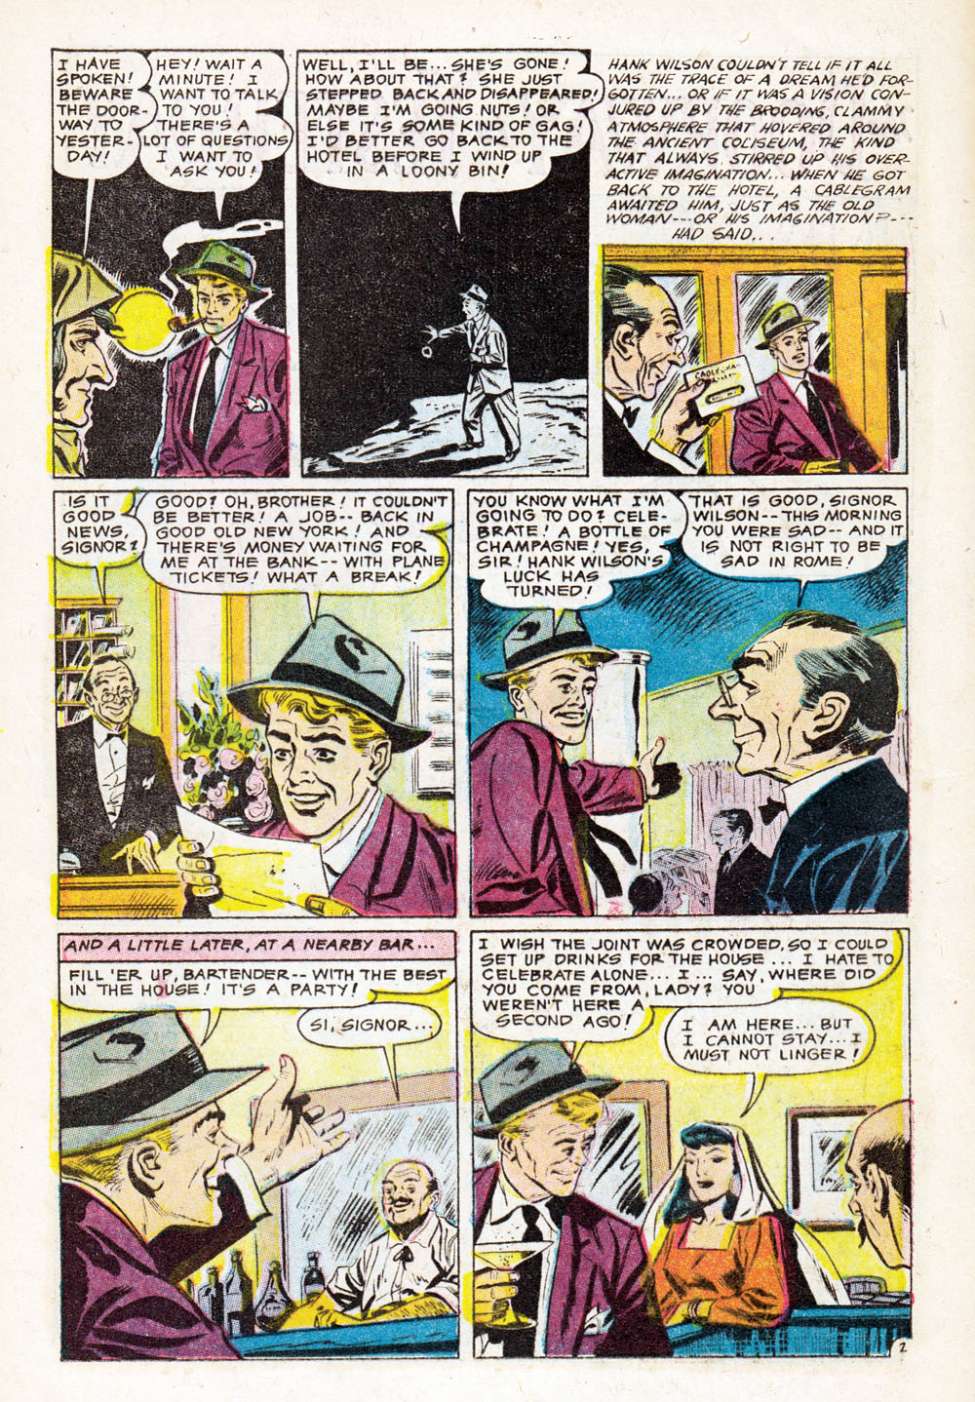 I HAVE
SPOKEN!
BEWARE
THE DOOR-
WAY TO
YESTER-
DAY!
HEY! WAIT A
MINUTE! I
WANT TO TALK
TO YOU!
THERE'S A
LOT OF QUESTIONS
I WANT TO
ASK YOU!
WELL, I'LL BE... SHE'S GONE!
HOW ABOUT THAT? SHE JUST
STEPPED BACK AND DISAPPEARED!
MAYBE I'M GOING NUTS! OR
ELSE IT'S SOME KIND OF GAG!
I'D BETTER GO BACK TO THE
HOTEL BEFORE I WIND UP
IN A LOONY BIN!
HANK WILSON COULDN'T TELL IF IT ALL
WAS THE TRACE OF A DREAM HE'D FOR-
GOTTEN... OR IF IT WAS A VISION CON-
JURED UP BY THE BROODING, CLAMMY
ATMOSPHERE THAT HOVERED AROUND
THE ANCIENT COLISEUM, THE KIND
THAT ALWAYS STIRRED UP HIS OVER-
ACTIVE IMAGINATION... WHEN HE GOT
BACK TO THE HOTEL, A CABLEGRAM
AWAITED HIM, JUST AS THE OLD
WOMAN---OR HIS IMAGINATION?---
HAD SAID...
IS IT
GOOD
NEWS,
SIGNOR?
GOOD? OH, BROTHER! IT COULDN'T
BE BETTER! A JOB-- BACK IN
GOOD OLD NEW YORK! AND
THERE'S MONEY WAITING FOR
ME AT THE BANK-- WITH PLANE
TICKETS! WHAT A BREAK!
YOU KNOW WHAT I'M
GOING TO DO? CELE-
BRATE! A BOTTLE OF
CHAMPAGNE! YES,
SIR! HANK WILSON'S
LUCK HAS
TURNED!
THAT IS GOOD, SIGNOR
WILSON-- THIS MORNING
YOU WERE SAD-- AND IT
IS NOT RIGHT TO BE
SAD IN ROME!
AND A LITTLE LATER, AT A NEARBY BAR...
FILL 'ER UP, BARTENDER-- WITH THE BEST
IN THE HOUSE! IT'S A PARTY!
SI, SIGNOR...
I WISH THE JOINT WAS CROWDED, SO I COULD
SET UP DRINKS FOR THE HOUSE... I HATE TO
CELEBRATE ALONE... I... SAY, WHERE DID
YOU COME FROM, LADY? YOU
WEREN'T HERE A
SECOND AGO!
I AM HERE... BUT
I CANNOT STAY... I
MUST NOT LINGER!
2